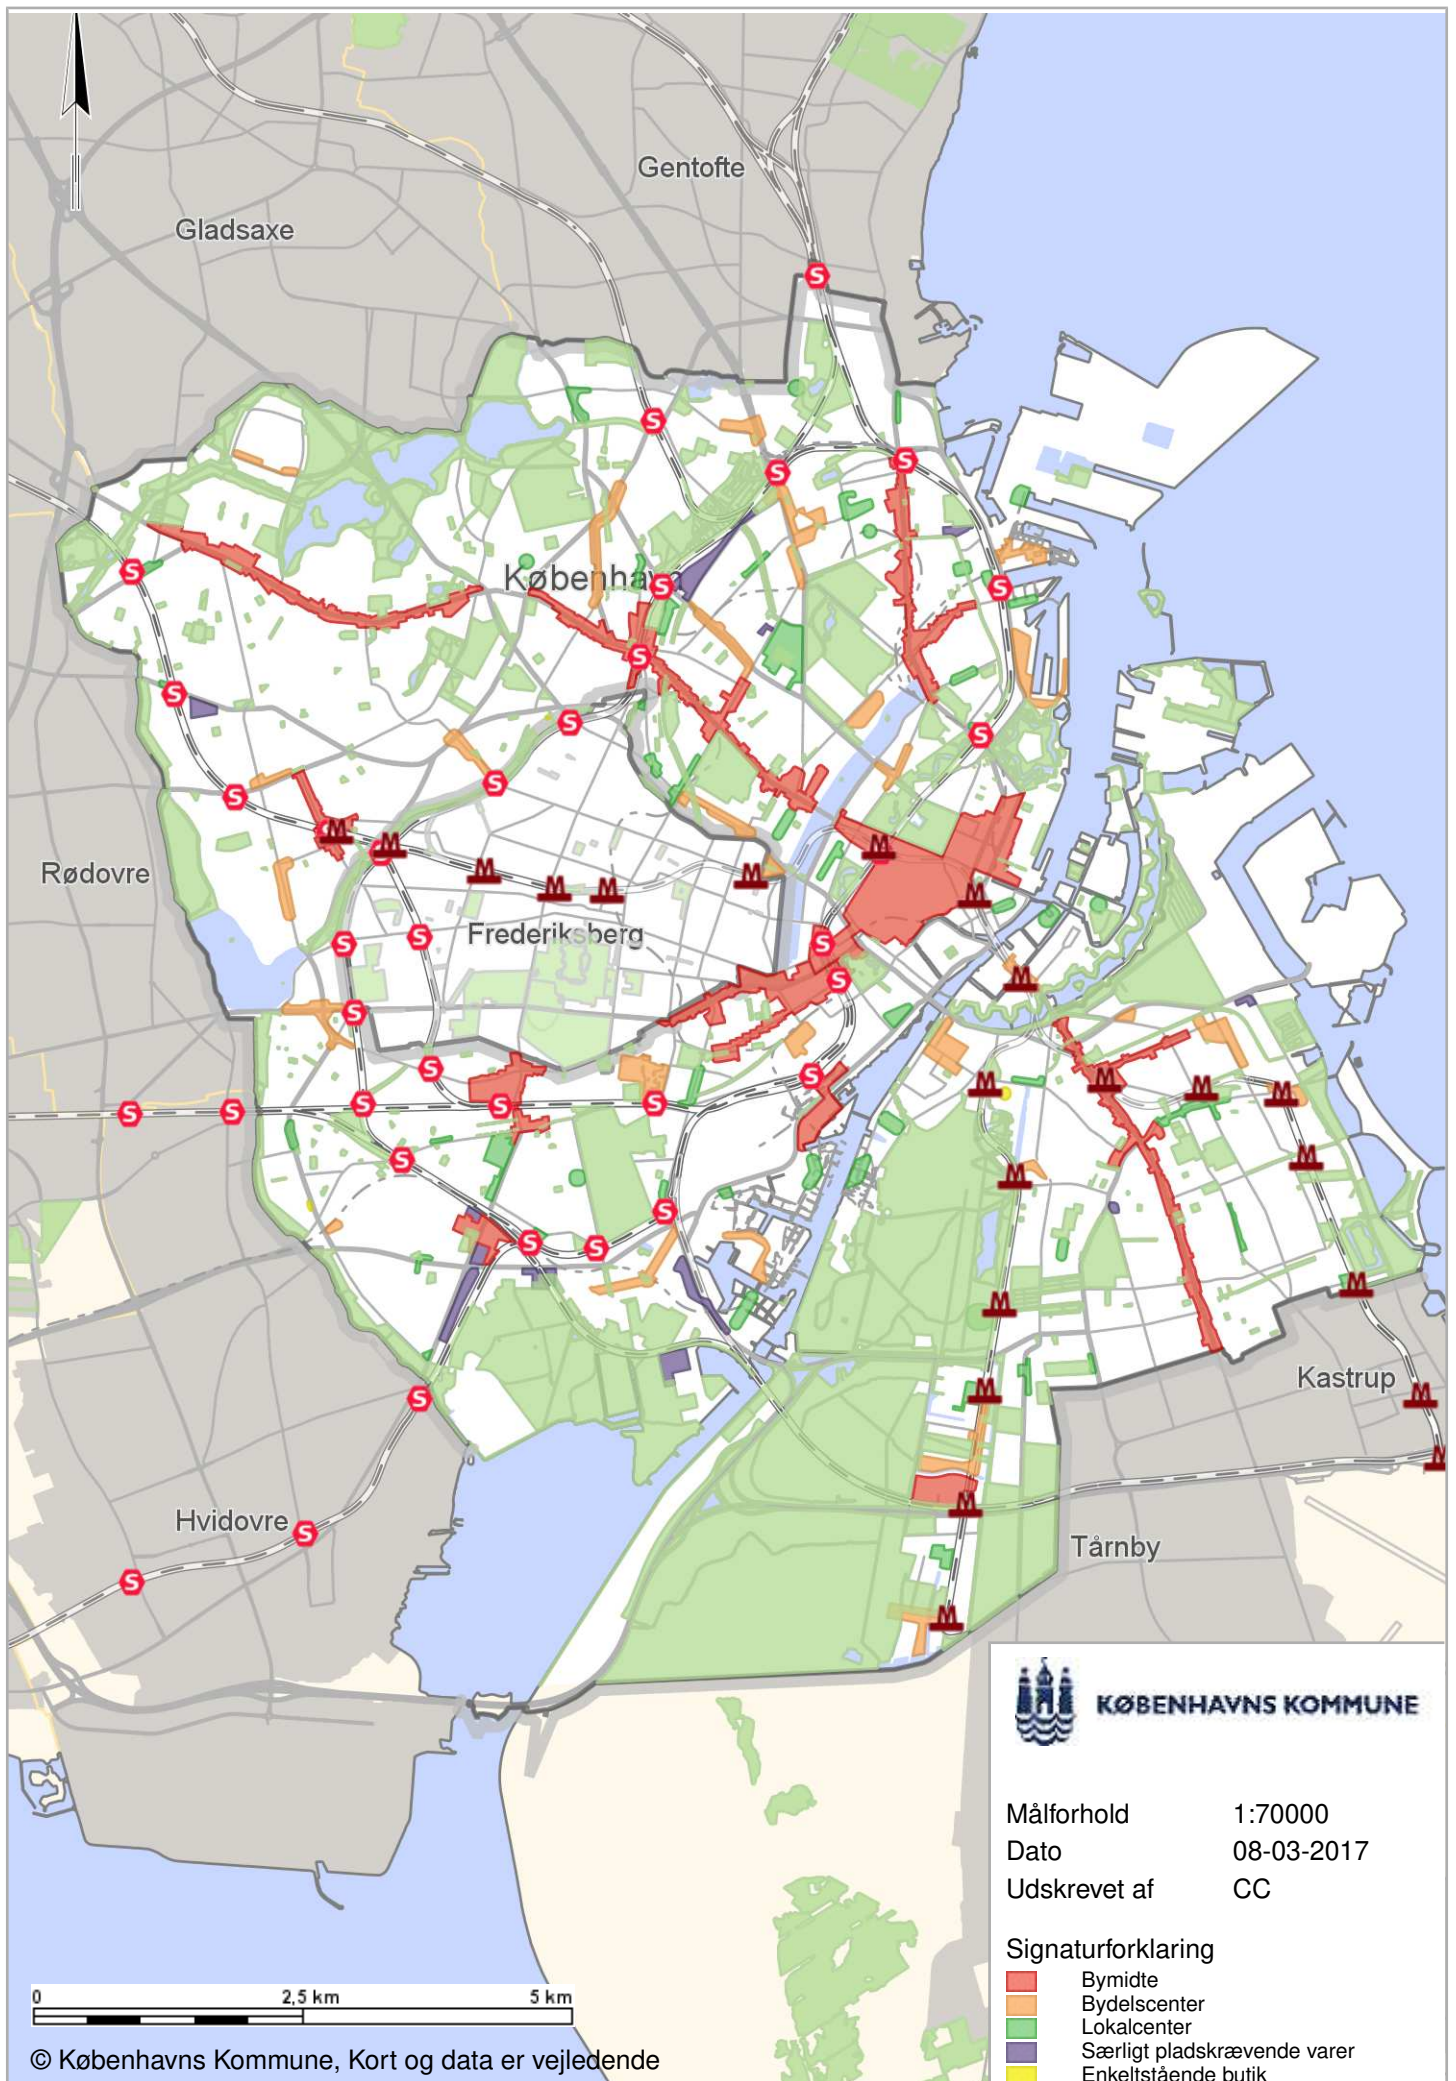 Gentofte
Gladsaxe
København
Rødovre
Frederiksberg
Kastrup
Hvidovre
Tårnby
KØBENHAVNS KOMMUNE
Målforhold 1:70000
Dato 08-03-2017
Udskrevet af CC
Signaturforklaring
Bymidte
Bydelscenter
Lokalcenter
Særligt pladskrævende varer
Enkeltstående butik
0 2,5 km 5 km
© Københavns Kommune, Kort og data er vejledende